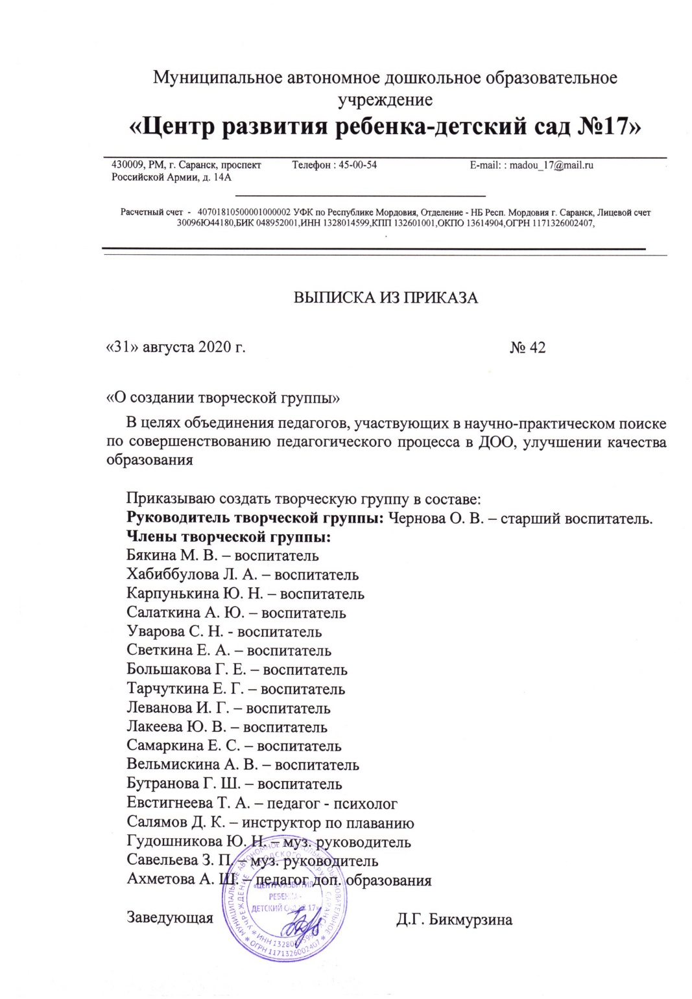 Муниципальное автономное дошкольное образовательное
учреждение
«Центр развития ребенка-детский сад №17»
430009, РМ, г. Саранск, проспект Телефон : 45-00-54 E-mail: : madou_17@mail.ru
Российской Армии, д. 14А
Расчетный счет - 40701810500001000002 УФК по Республике Мордовия, Отделение - НБ Респ. Мордовия г. Саранск, Лицевой счет
30096Ю44180,БИК 048952001,ИНН 1328014599,КПП 132601001,ОКПО 13614904,ОГРН 1171326002407,
.
ВЫПИСКА ИЗ ПРИКАЗА
«31» августа 2020 г. № 42
«О создании творческой группы»
В целях объединения педагогов, участвующих в научно-практическом поиске
по совершенствованию педагогического процесса в ДОО, улучшении качества
образования
Приказываю создать творческую группу в составе:
Руководитель творческой группы: Чернова О. В. – старший воспитатель.
Члены творческой группы:
Бякина М. В. – воспитатель
Хабиббулова Л. А. – воспитатель
Карпунькина Ю. Н. – воспитатель
Салаткина А. Ю. – воспитатель
Уварова С. Н. - воспитатель
Светкина Е. А. – воспитатель
Большакова Г. Е. – воспитатель
Тарчуткина Е. Г. – воспитатель
Леванова И. Г. – воспитатель
Лакеева Ю. В. – воспитатель
Самаркина Е. С. – воспитатель
Вельмискина А. В. – воспитатель
Бутранова Г. Ш. – воспитатель
Евстигнеева Т. А. – педагог - психолог
Салямов Д. К. – инструктор по плаванию
Гудошникова Ю. Н. – муз. руководитель
Савельева З. П. – муз. руководитель
Ахметова А. Ш. – педагог доп. образования
Заведующая Д.Г. Бикмурзина
МУНИЦИПАЛЬНОЕ АВТОНОМНОЕ ДОШКОЛЬНОЕ ОБРАЗОВАТЕЛЬНОЕ
УЧРЕЖДЕНИЕ ГОРОДСКОГО ОКРУГА САРАНСК
«ЦЕНТР РАЗВИТИЯ
РЕБЕНКА -
ДЕТСКИЙ САД № 17»
* ИНН 1328014599 *
* ОГРН 1171326002407 *